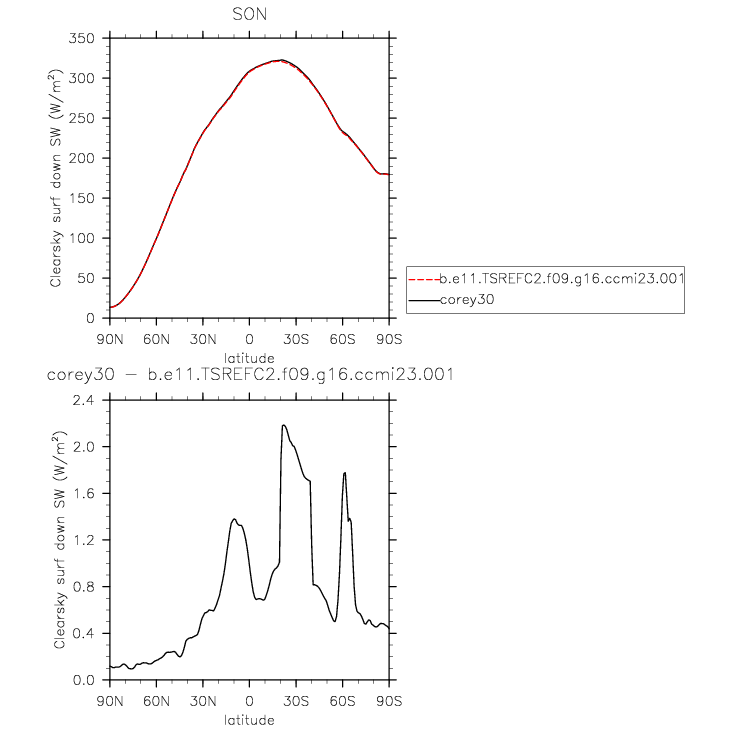 SON
350
300
250
200
150
100
50
0
Clearsky surf down SW (W/m²)
90N 60N 30N 0 30S 60S 90S
latitude
b.e11.TSREFC2.f09.g16.ccmi23.001
corey30
corey30 − b.e11.TSREFC2.f09.g16.ccmi23.001
2.4
2.0
1.6
1.2
0.8
0.4
0.0
Clearsky surf down SW (W/m²)
90N 60N 30N 0 30S 60S 90S
latitude